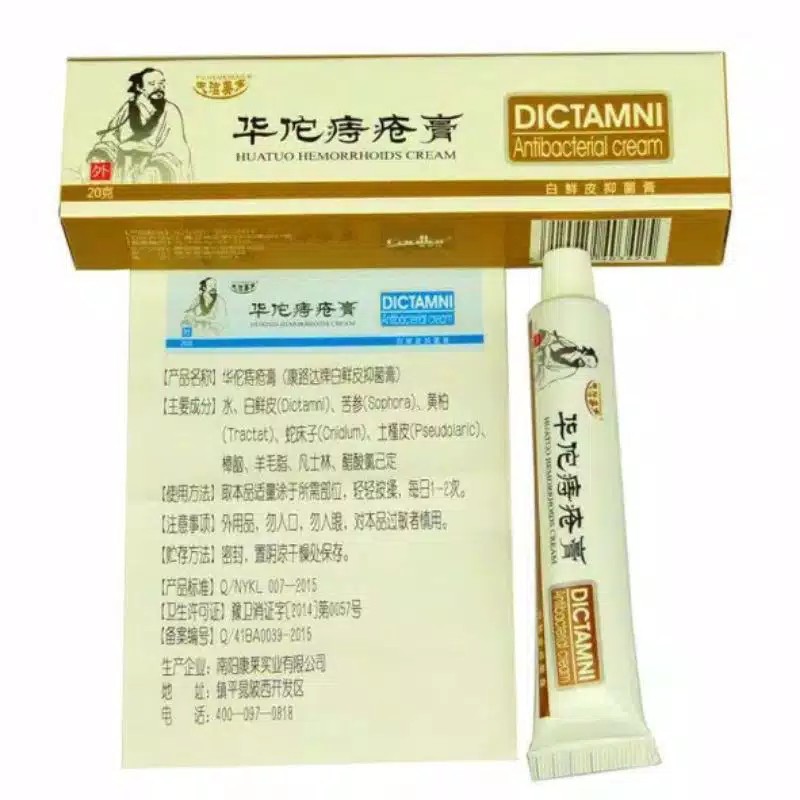 华佗痔疮膏
HUATUO HEMORRHOIDS CREAM
DICTAMNI
Antibacterial cream
白鲜皮抑菌膏
外
20克
华佗痔疮膏
HUATUO HEMORRHOIDS CREAM
DICTAMNI
Antibacterial cream
白鲜皮抑菌膏
【产品名称】华佗痔疮膏(康路达牌白鲜皮抑菌膏)
【主要成分】水、白鲜皮(Dictamni)、苦参(Sophora)、黄柏
(Tractat)、蛇床子(Cnidium)、土槿皮(Pseudolaric)、
樟脑、羊毛脂、凡士林、醋酸氯己定
【使用方法】取本品适量涂于所需部位,轻轻按揉,每日1-2次。
【注意事项】外用品,勿入口,勿入眼,对本品过敏者慎用。
【贮存方法】密封,置阴凉干燥处保存。
【产品标准】Q/NYKL 007—2015
【卫生许可证】豫卫消证字[2014]第0057号
【备案编号】Q/41BA0039-2015
生产企业:南阳康莱实业有限公司
地 址:镇平县皮西开发区
电 话:400-097-0818
华佗痔疮膏
HUATUO HEMORRHOIDS CREAM
DICTAMNI
Antibacterial cream